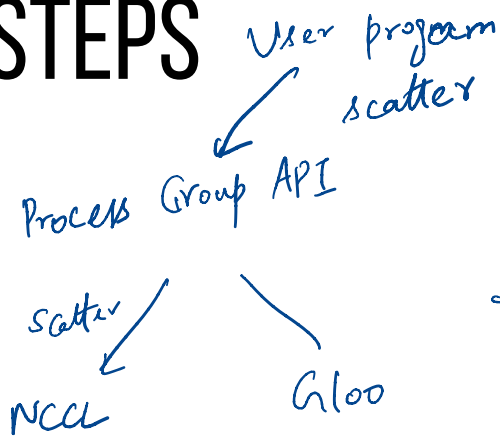 STEPS
User program
scatter
Process Group API
scatter
NCCL
Gloo